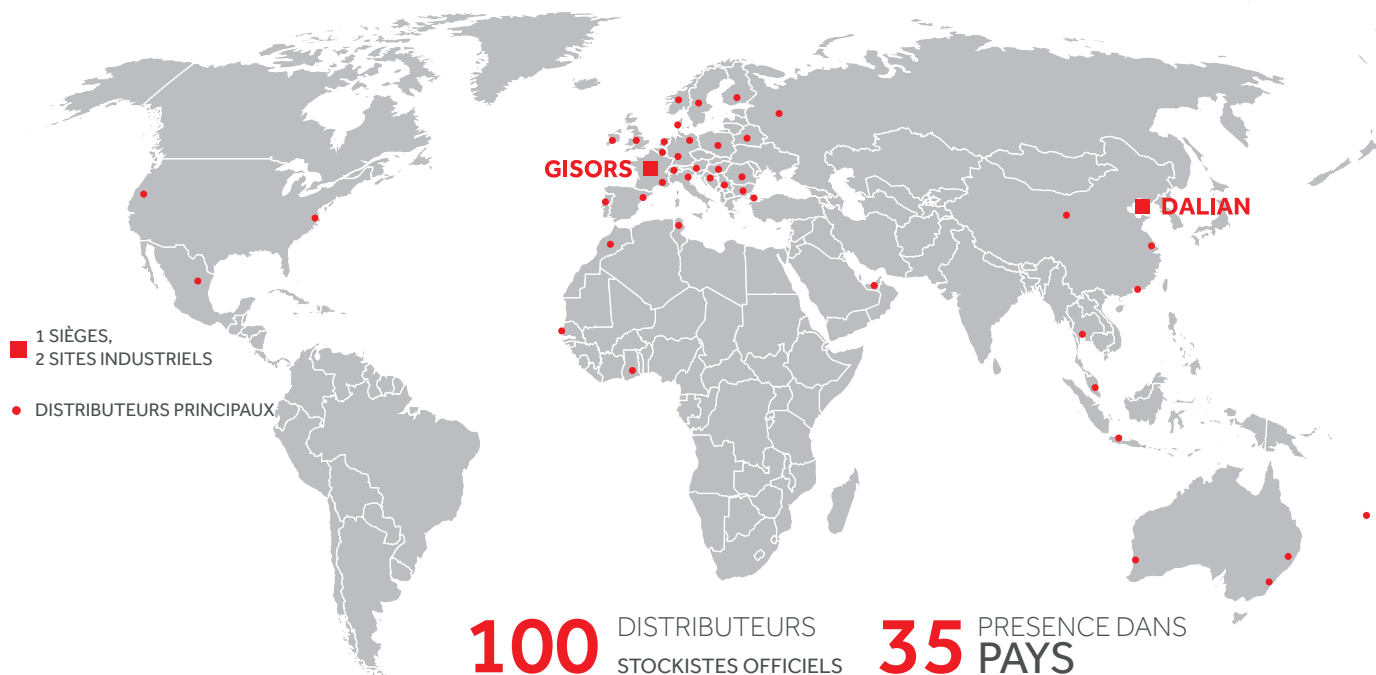 GISORS
DALIAN
1 SIÈGES,
2 SITES INDUSTRIELS
DISTRIBUTEURS PRINCIPAUX
100 DISTRIBUTEURS
STOCKISTES OFFICIELS
35 PRESENCE DANS
PAYS